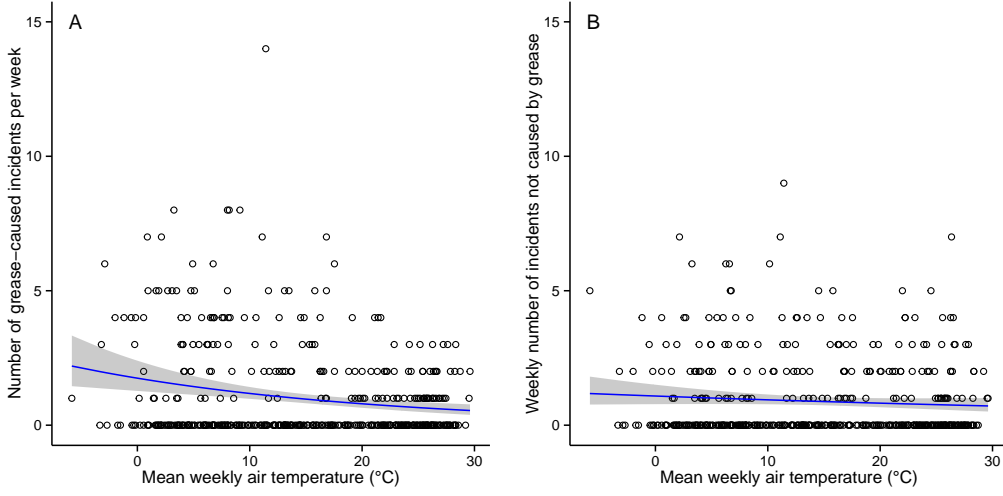 A
15
10
5
0
0
10
20
30
Number of grease−caused incidents per week
Mean weekly air temperature (°C)
B
15
10
5
0
0
10
20
30
Weekly number of incidents not caused by grease
Mean weekly air temperature (°C)